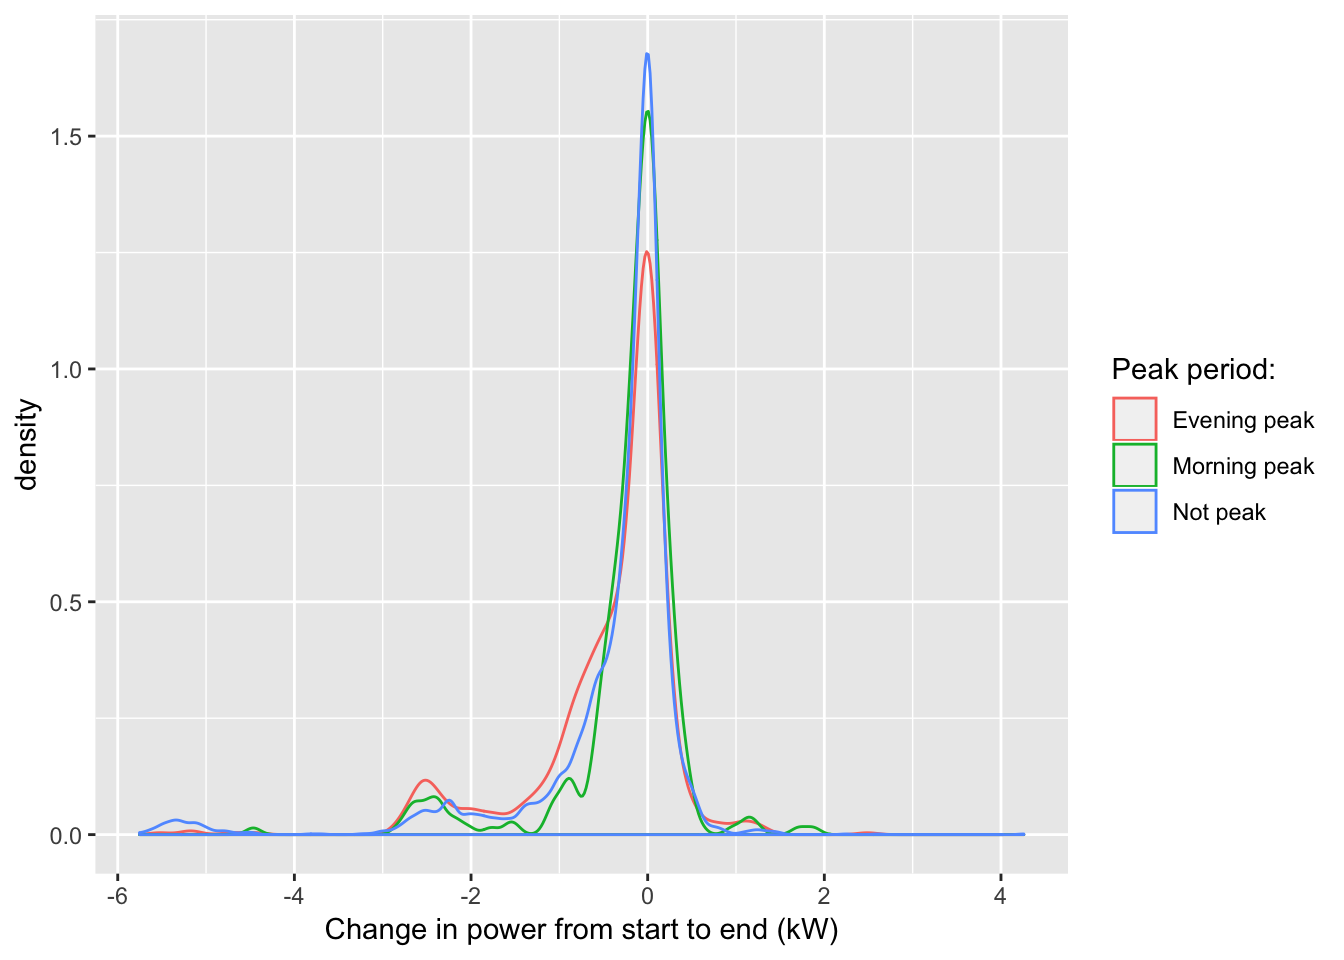 1.5
1.0
0.5
0.0
density
-6
-4
-2
0
2
4
Change in power from start to end (kW)
Peak period:
Evening peak
Morning peak
Not peak